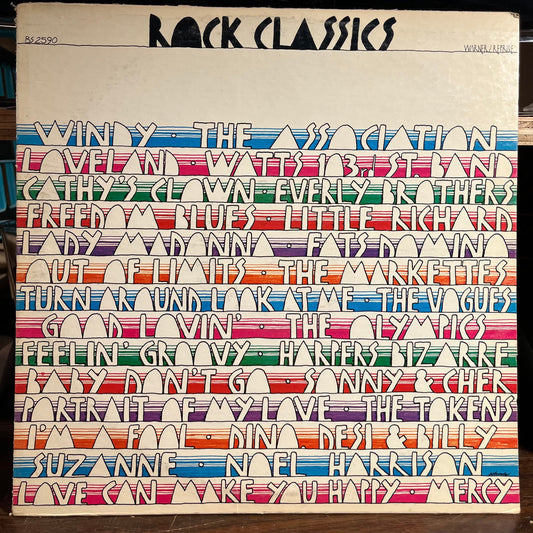 ROCK CLASSICS
BS 2590
WARNER/REPRISE
WINDY · THE ASSOCIATION
LOVELAND · WATTS 103rd ST. BAND
CATHY'S CLOWN · EVERLY BROTHERS
FREEDOM BLUES · LITTLE RICHARD
LADY MADONNA · FATS DOMINO
OUT OF LIMITS · THE MARKETTES
TURN AROUND LOOK AT ME · THE VOGUES
GOOD LOVIN' · THE OLYMPICS
FEELIN' GROOVY · HARPERS BIZARRE
BABY DON'T GO · SONNY & CHER
PORTRAIT OF MY LOVE · THE TOKENS
I'M A FOOL · DINO, DESI & BILLY
SUZANNE · NOEL HARRISON
LOVE CAN MAKE YOU HAPPY · MERCY